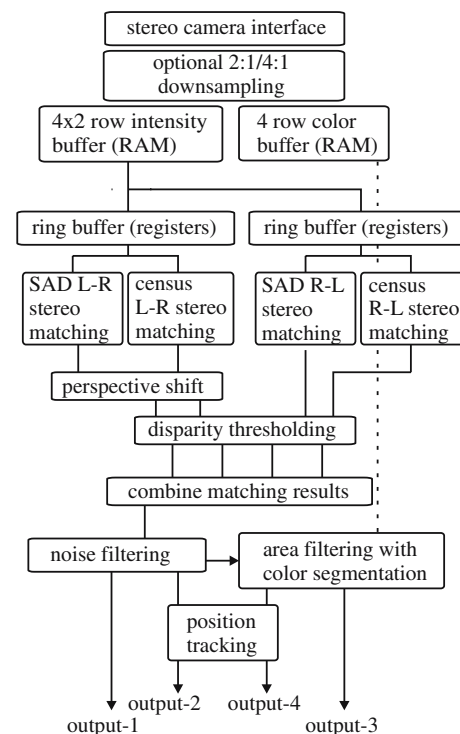 stereo camera interface
optional 2:1/4:1
downsampling
4x2 row intensity
buffer (RAM)
4 row color
buffer (RAM)
ring buffer (registers)
ring buffer (registers)
SAD L-R
stereo
matching
census
L-R stereo
matching
SAD R-L
stereo
matching
census
R-L stereo
matching
perspective shift
disparity thresholding
combine matching results
noise filtering
area filtering with
color segmentation
position
tracking
output-2
output-4
output-1
output-3